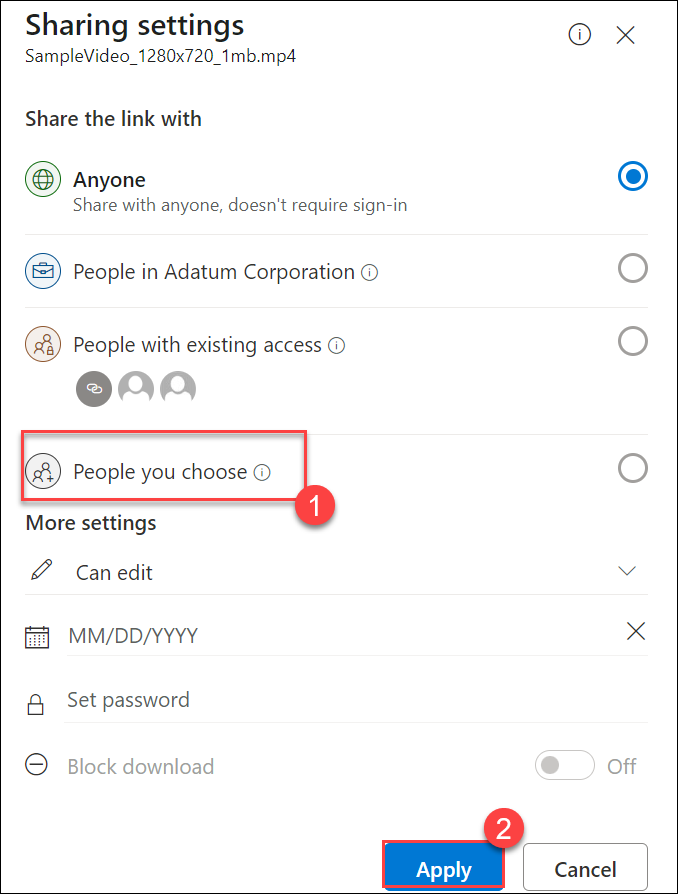 Sharing settings
SampleVideo_1280x720_1mb.mp4
Share the link with
Anyone
Share with anyone, doesn't require sign-in
People in Adatum Corporation
People with existing access
People you choose
1
More settings
Can edit
MM/DD/YYYY
Set password
Block download Off
2
Apply Cancel